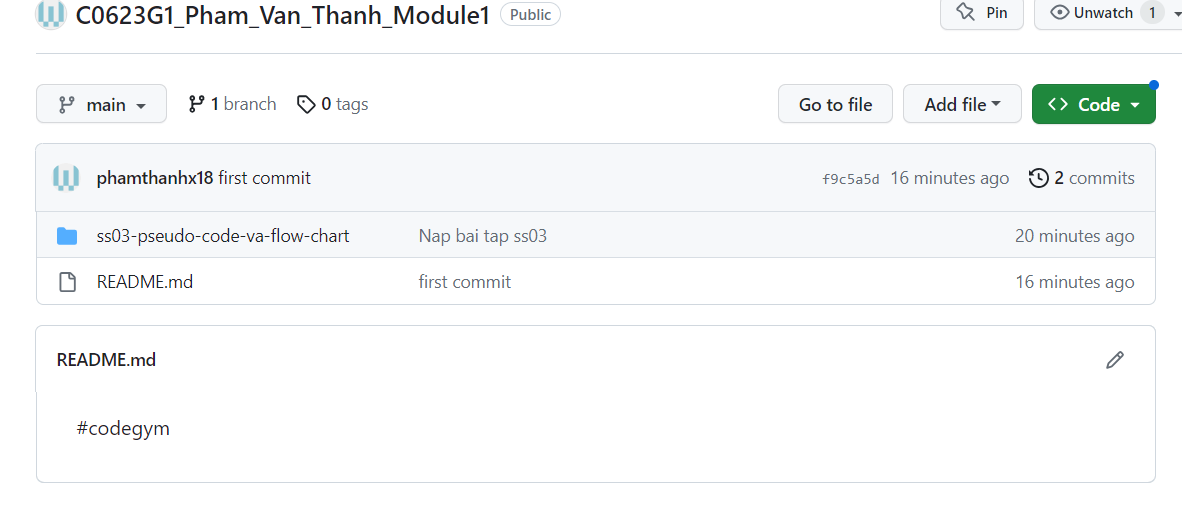 C0623G1_Pham_Van_Thanh_Module1 Public Pin Unwatch 1
main 1 branch 0 tags Go to file Add file Code
phamthanhx18 first commit f9c5a5d 16 minutes ago 2 commits
ss03-pseudo-code-va-flow-chart Nap bai tap ss03 20 minutes ago
README.md first commit 16 minutes ago
README.md
#codegym